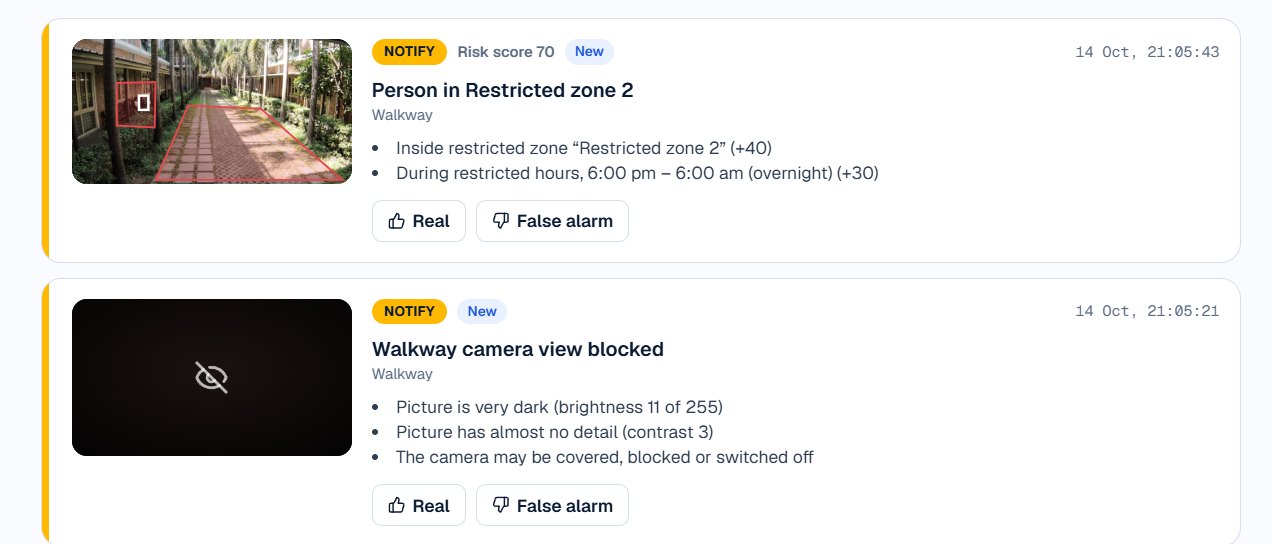 NOTIFY Risk score 70 New 14 Oct, 21:05:43
Person in Restricted zone 2
Walkway
• Inside restricted zone “Restricted zone 2” (+40)
• During restricted hours, 6:00 pm – 6:00 am (overnight) (+30)
Real False alarm
NOTIFY New 14 Oct, 21:05:21
Walkway camera view blocked
Walkway
• Picture is very dark (brightness 11 of 255)
• Picture has almost no detail (contrast 3)
• The camera may be covered, blocked or switched off
Real False alarm